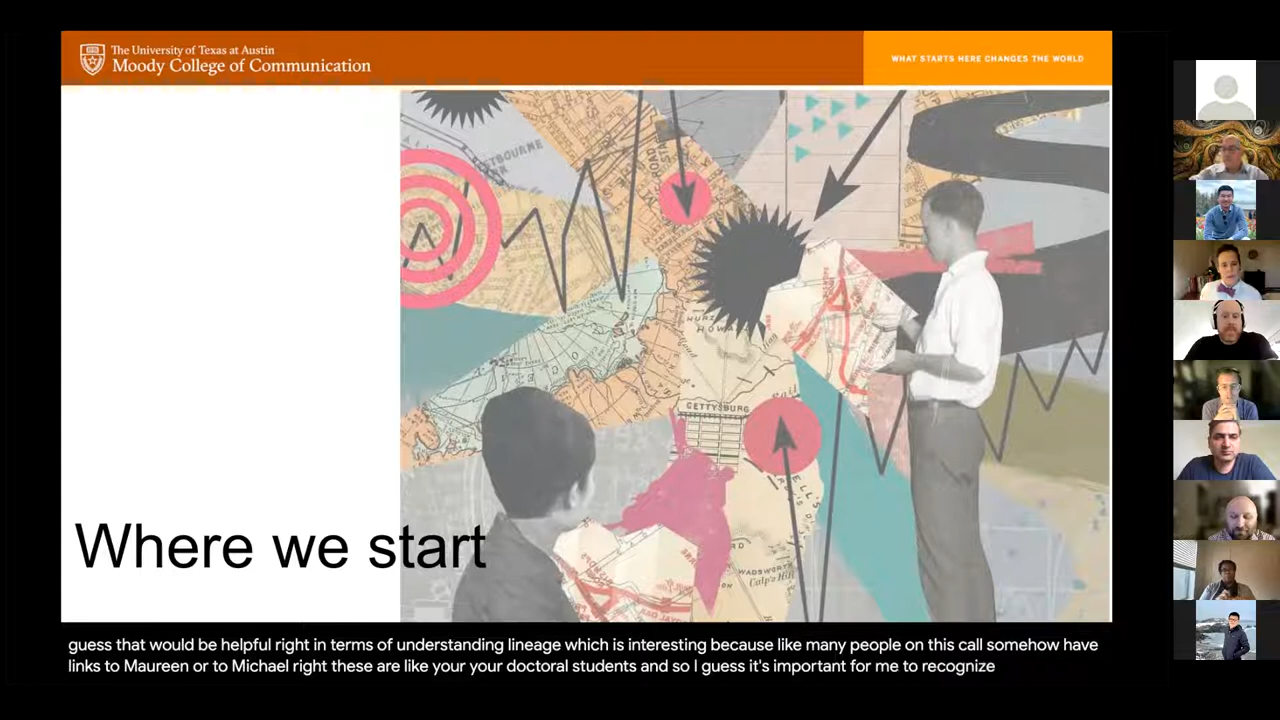 The University of Texas at Austin
Moody College of Communication
WHAT STARTS HERE CHANGES THE WORLD
GETTYSBURG
WADSWORTH
Culp's Hill
Where we start
guess that would be helpful right in terms of understanding lineage which is interesting because like many people on this call somehow have
links to Maureen or to Michael right these are like your your doctoral students and so I guess it's important for me to recognize